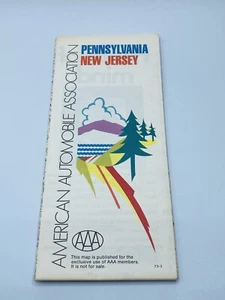 AMERICAN AUTOMOBILE ASSOCIATION
PENNSYLVANIA
NEW JERSEY
AAA
This map is published for the
exclusive use of AAA members.
It is not for sale.